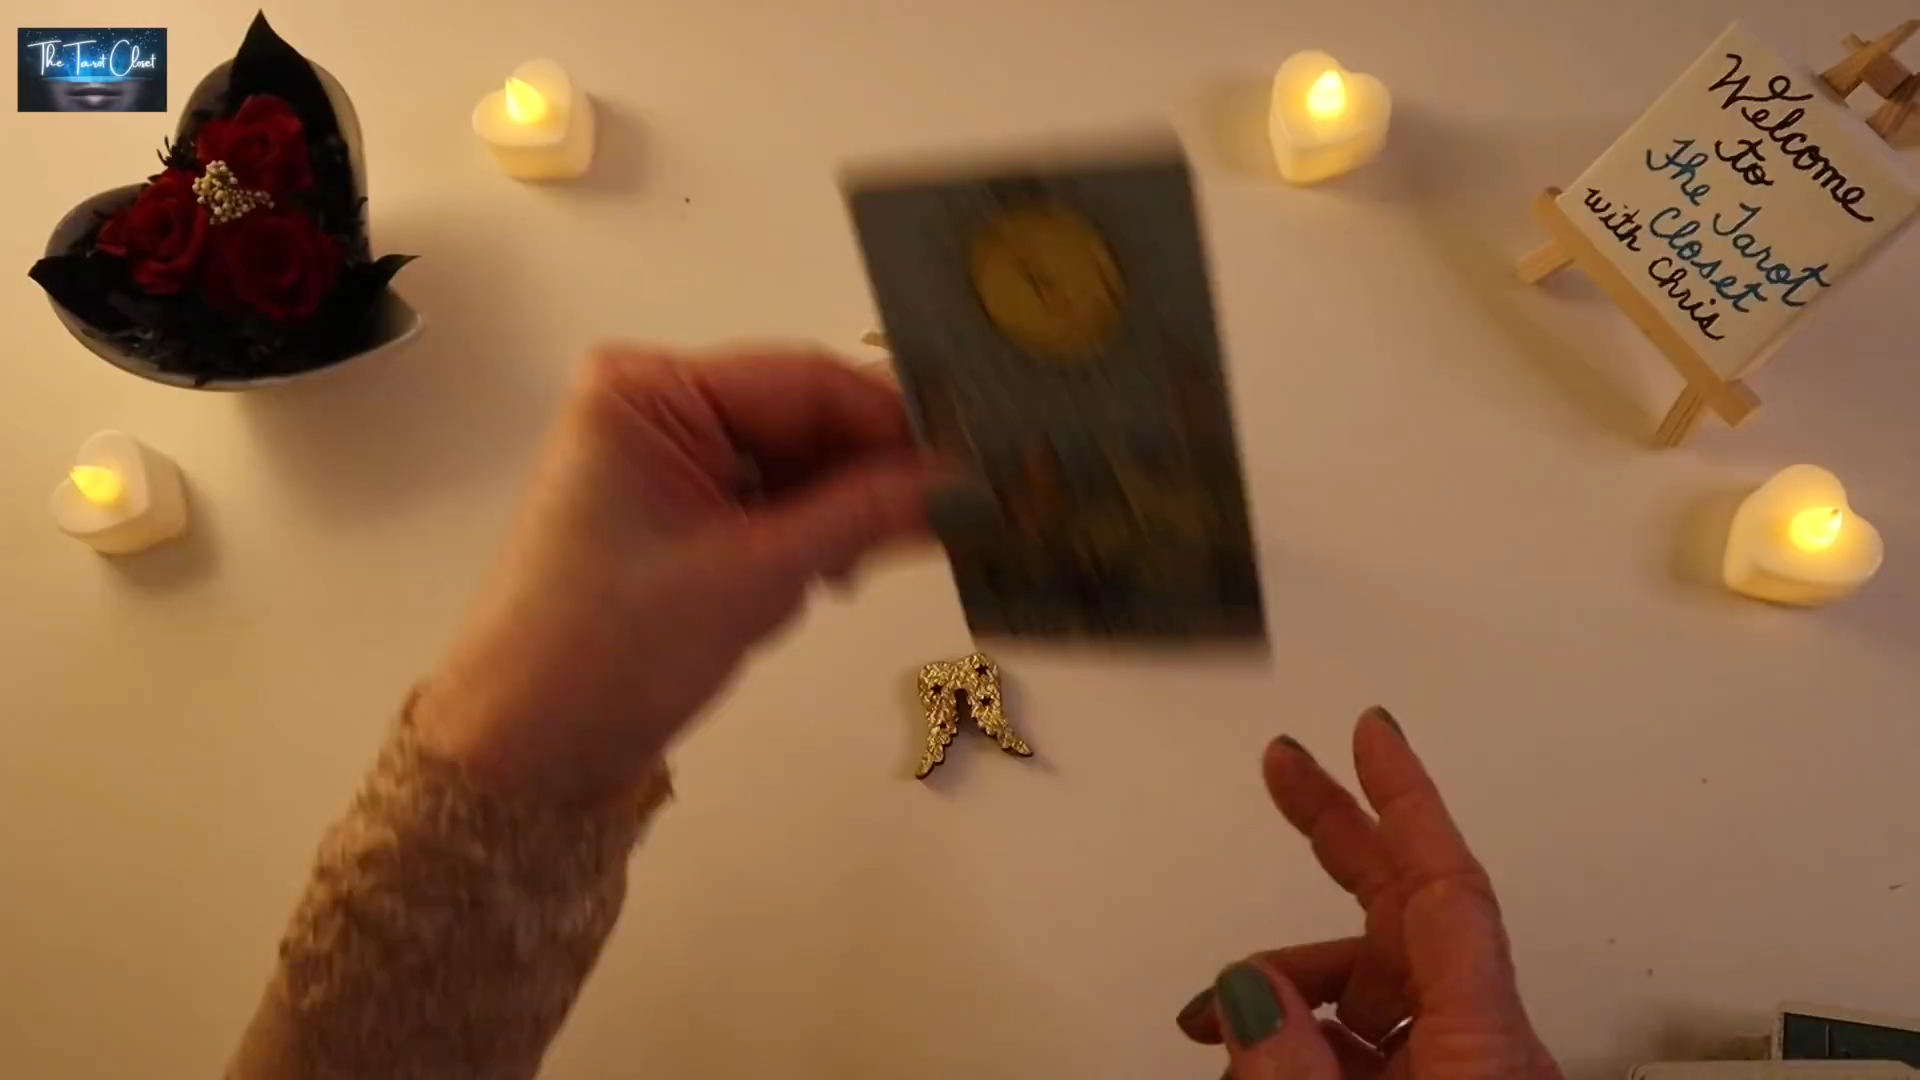 The Tarot Closet
Welcome
to
The Tarot
Closet
with Chris